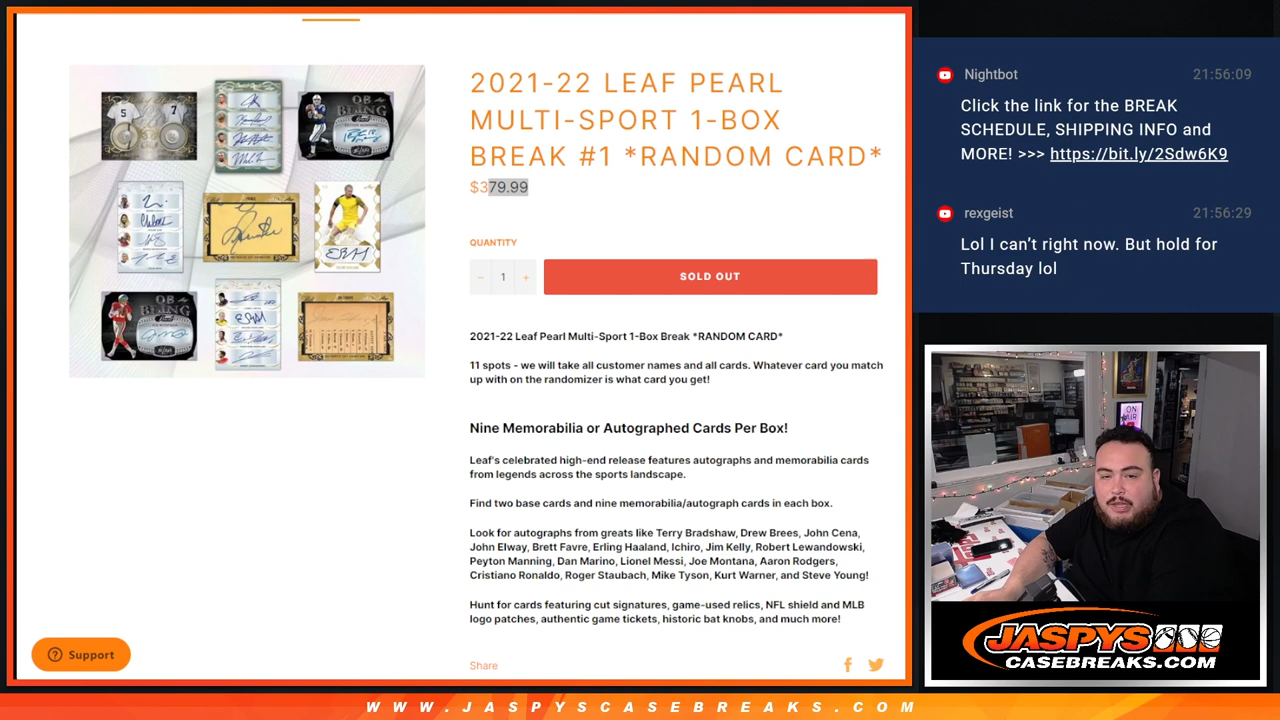 2021-22 LEAF PEARL
MULTI-SPORT 1-BOX
BREAK #1 *RANDOM CARD*
$379.99
QUANTITY
− 1 +
SOLD OUT
2021-22 Leaf Pearl Multi-Sport 1-Box Break *RANDOM CARD*
11 spots - we will take all customer names and all cards. Whatever card you match
up with on the randomizer is what card you get!
Nine Memorabilia or Autographed Cards Per Box!
Leaf's celebrated high-end release features autographs and memorabilia cards
from legends across the sports landscape.
Find two base cards and nine memorabilia/autograph cards in each box.
Look for autographs from greats like Terry Bradshaw, Drew Brees, John Cena,
John Elway, Brett Favre, Erling Haaland, Ichiro, Jim Kelly, Robert Lewandowski,
Peyton Manning, Dan Marino, Lionel Messi, Joe Montana, Aaron Rodgers,
Cristiano Ronaldo, Roger Staubach, Mike Tyson, Kurt Warner, and Steve Young!
Hunt for cards featuring cut signatures, game-used relics, NFL shield and MLB
logo patches, authentic game tickets, historic bat knobs, and much more!
Share
Support
Nightbot 21:56:09
Click the link for the BREAK
SCHEDULE, SHIPPING INFO and
MORE! >>> https://bit.ly/2Sdw6K9
rexgeist 21:56:29
Lol I can't right now. But hold for
Thursday lol
ON
AIR
JASPYS
CASEBREAKS.COM
WWW.JASPYSCASEBREAKS.COM